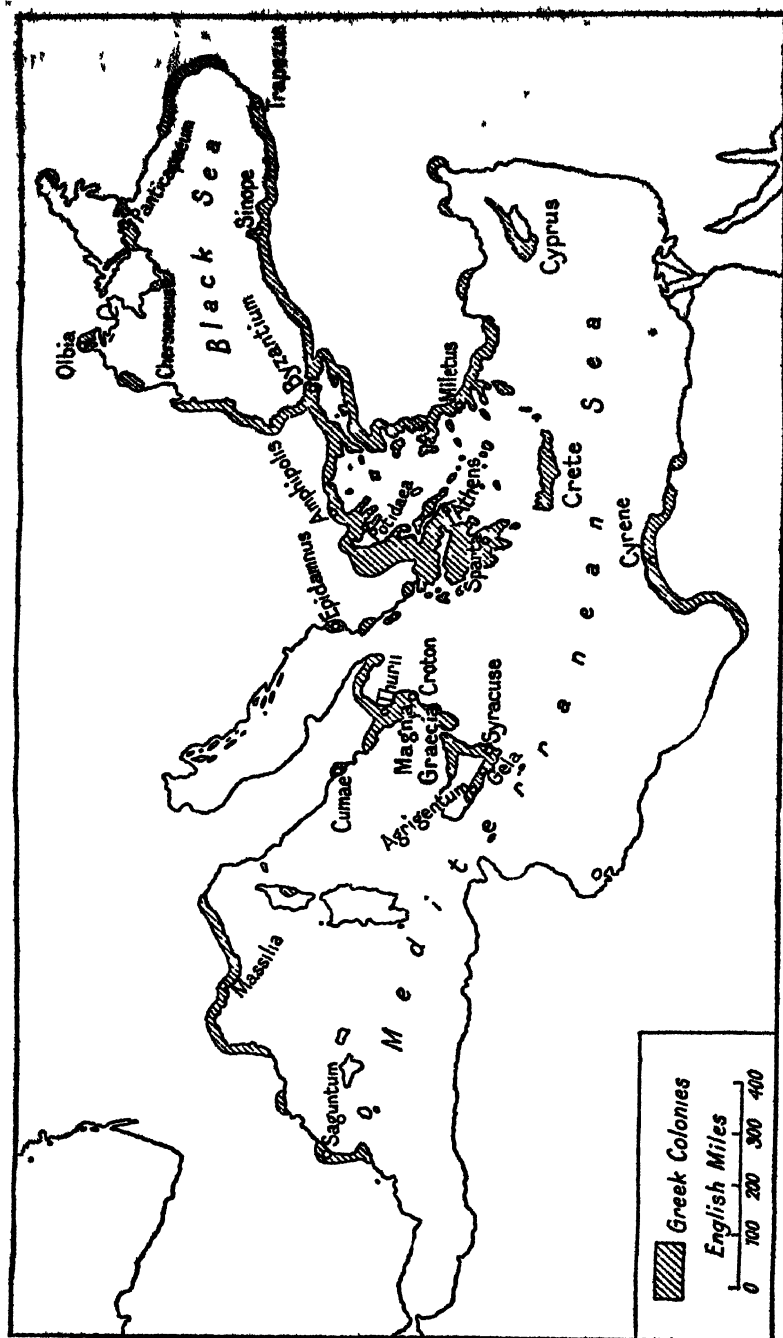 Olbia
Panticapaeum
Chersonesus
Black Sea
Sinope
Trapezus
Byzantium
Amphipolis
Epidamnus
Potidaea
Athens
Sparta
Miletus
Cyprus
Crete
Cyrene
Massilia
Saguntum
Cumae
Thurii
Croton
Magna
Graecia
Syracuse
Gela
Agrigentum
Mediterranean Sea
Greek Colonies
English Miles
0 100 200 300 400